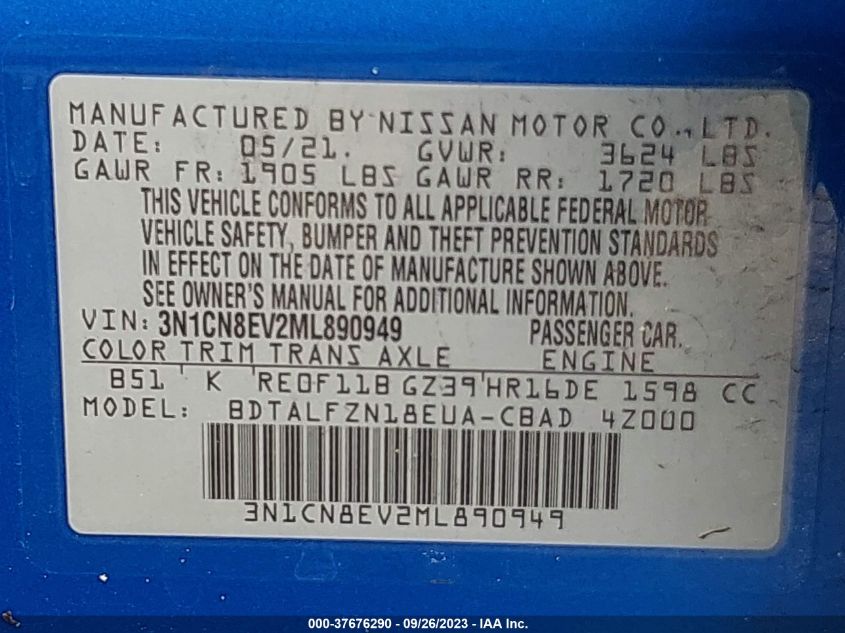 MANUFACTURED BY NISSAN MOTOR CO., LTD.
DATE: 05/21. GVWR: 3624 LBS
GAWR FR: 1905 LBS GAWR RR: 1720 LBS
THIS VEHICLE CONFORMS TO ALL APPLICABLE FEDERAL MOTOR
VEHICLE SAFETY, BUMPER AND THEFT PREVENTION STANDARDS
IN EFFECT ON THE DATE OF MANUFACTURE SHOWN ABOVE.
SEE OWNER'S MANUAL FOR ADDITIONAL INFORMATION.
VIN: 3N1CN8EV2ML890949 PASSENGER CAR.
COLOR TRIM TRANS AXLE ENGINE
B51 K RE0F11B GZ39 HR16DE 1598 CC
MODEL: BDTALFZN18EUA-CBAD 4Z000
3N1CN8EV2ML890949
000-37676290 - 09/26/2023 - IAA Inc.